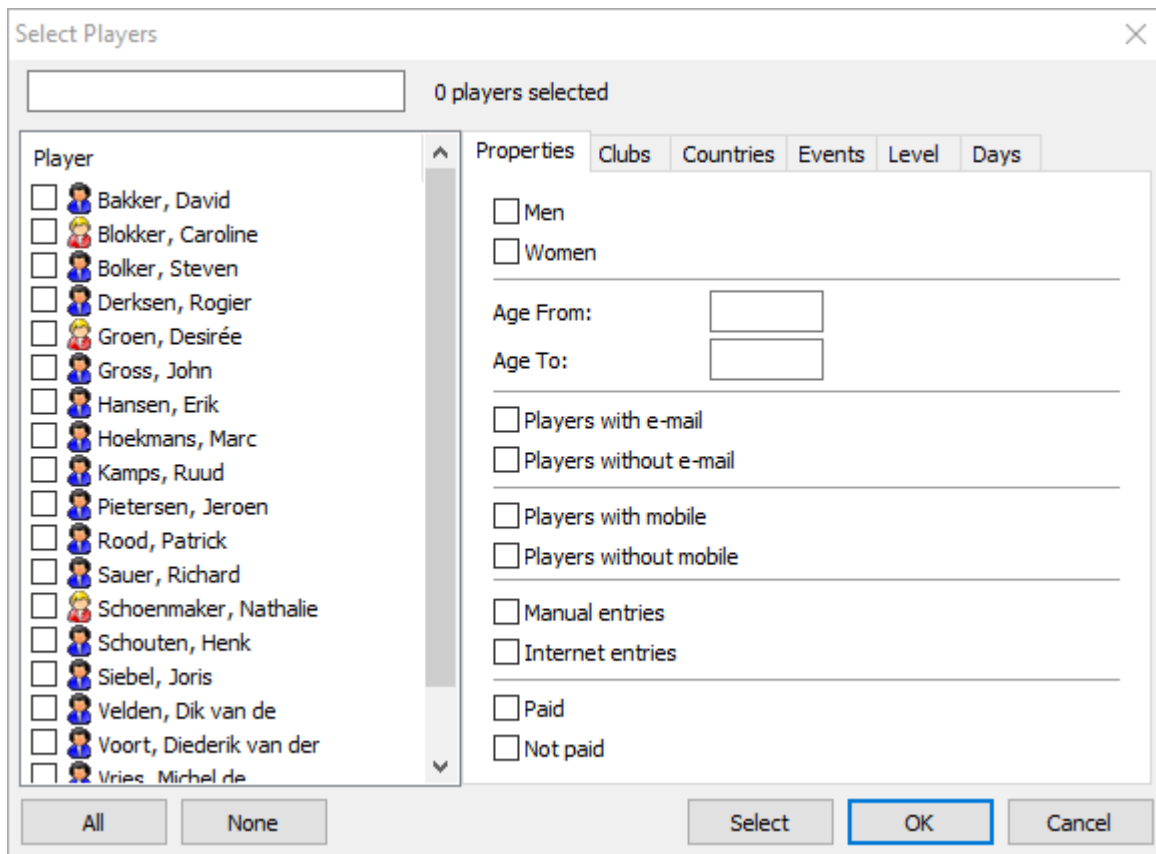 Select Players
0 players selected
Player
Bakker, David
Blokker, Caroline
Bolker, Steven
Derksen, Rogier
Groen, Desirée
Gross, John
Hansen, Erik
Hoekmans, Marc
Kamps, Ruud
Pietersen, Jeroen
Rood, Patrick
Sauer, Richard
Schoenmaker, Nathalie
Schouten, Henk
Siebel, Joris
Velden, Dik van de
Voort, Diederik van der
Vries, Michel de
Properties Clubs Countries Events Level Days
Men
Women
Age From:
Age To:
Players with e-mail
Players without e-mail
Players with mobile
Players without mobile
Manual entries
Internet entries
Paid
Not paid
All None Select OK Cancel